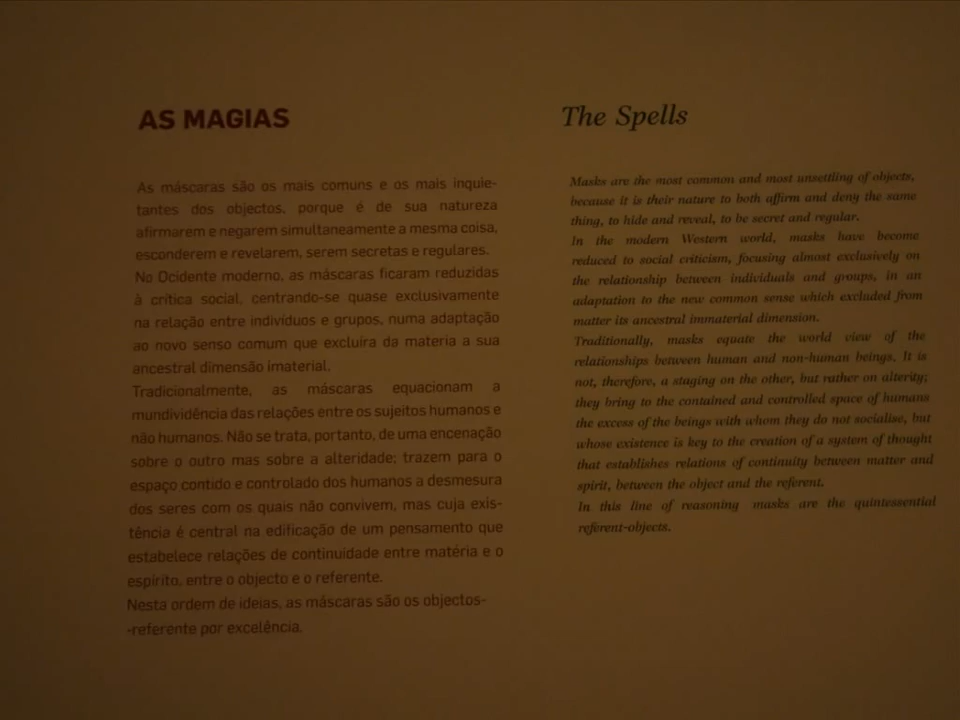 AS MAGIAS
As máscaras são os mais comuns e os mais inquie-
tantes dos objectos, porque é de sua natureza
afirmarem e negarem simultaneamente a mesma coisa,
esconderem e revelarem, serem secretas e regulares.
No Ocidente moderno, as máscaras ficaram reduzidas
à crítica social, centrando-se quase exclusivamente
na relação entre indivíduos e grupos, numa adaptação
ao novo senso comum que excluíra da materia a sua
ancestral dimensão imaterial.
Tradicionalmente, as máscaras equacionam a
mundividência das relações entre os sujeitos humanos e
não humanos. Não se trata, portanto, de uma encenação
sobre o outro mas sobre a alteridade; trazem para o
espaço contido e controlado dos humanos a desmesura
dos seres com os quais não convivem, mas cuja exis-
tência é central na edificação de um pensamento que
estabelece relações de continuidade entre matéria e o
espírito, entre o objecto e o referente.
Nesta ordem de ideias, as máscaras são os objectos-
-referente por excelência.
The Spells
Masks are the most common and most unsettling of objects,
because it is their nature to both affirm and deny the same
thing, to hide and reveal, to be secret and regular.
In the modern Western world, masks have become
reduced to social criticism, focusing almost exclusively on
the relationship between individuals and groups, in an
adaptation to the new common sense which excluded from
matter its ancestral immaterial dimension.
Traditionally, masks equate the world view of the
relationships between human and non-human beings. It is
not, therefore, a staging on the other, but rather on alterity;
they bring to the contained and controlled space of humans
the excess of the beings with whom they do not socialise, but
whose existence is key to the creation of a system of thought
that establishes relations of continuity between matter and
spirit, between the object and the referent.
In this line of reasoning masks are the quintessential
referent-objects.